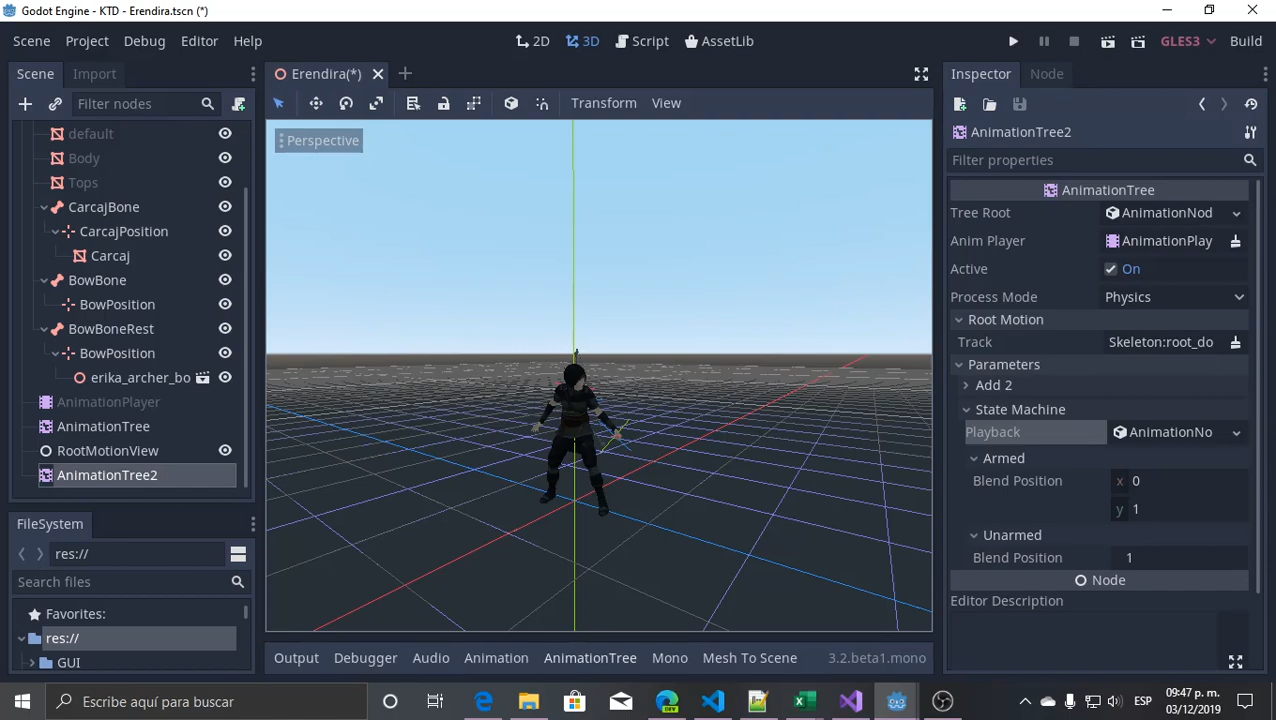 Godot Engine - KTD - Erendira.tscn (*)
Scene Project Debug Editor Help
2D 3D Script AssetLib
GLES3 Build
Scene Import
Filter nodes
default
Body
Tops
CarcajBone
CarcajPosition
Carcaj
BowBone
BowPosition
BowBoneRest
BowPosition
erika_archer_bo
AnimationPlayer
AnimationTree
RootMotionView
AnimationTree2
FileSystem
res://
Search files
Favorites:
res://
GUI
Erendira(*)
Transform View
Perspective
Output Debugger Audio Animation AnimationTree Mono Mesh To Scene 3.2.beta1.mono
Inspector Node
AnimationTree2
Filter properties
AnimationTree
Tree Root AnimationNod
Anim Player AnimationPlay
Active On
Process Mode Physics
Root Motion
Track Skeleton:root_do
Parameters
Add 2
State Machine
Playback AnimationNo
Armed
Blend Position x 0
y 1
Unarmed
Blend Position 1
Node
Editor Description
Escribe aquí para buscar
DEV
ESP
09:47 p. m.
03/12/2019